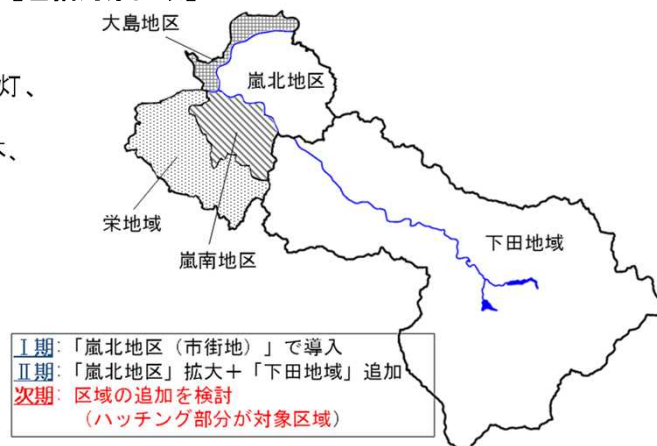 大島地区
灯、
嵐北地区
栄地域
嵐南地区
下田地域
Ⅰ期:「嵐北地区(市街地)」で導入
Ⅱ期:「嵐北地区」拡大+「下田地域」追加
次期:区域の追加を検討
(ハッチング部分が対象区域)